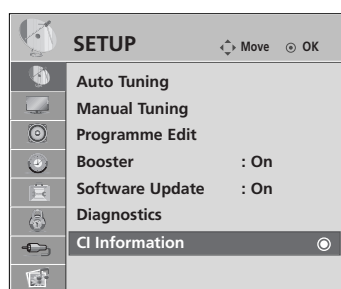 SETUP Move OK
Auto Tuning
Manual Tuning
Programme Edit
Booster : On
Software Update : On
Diagnostics
CI Information